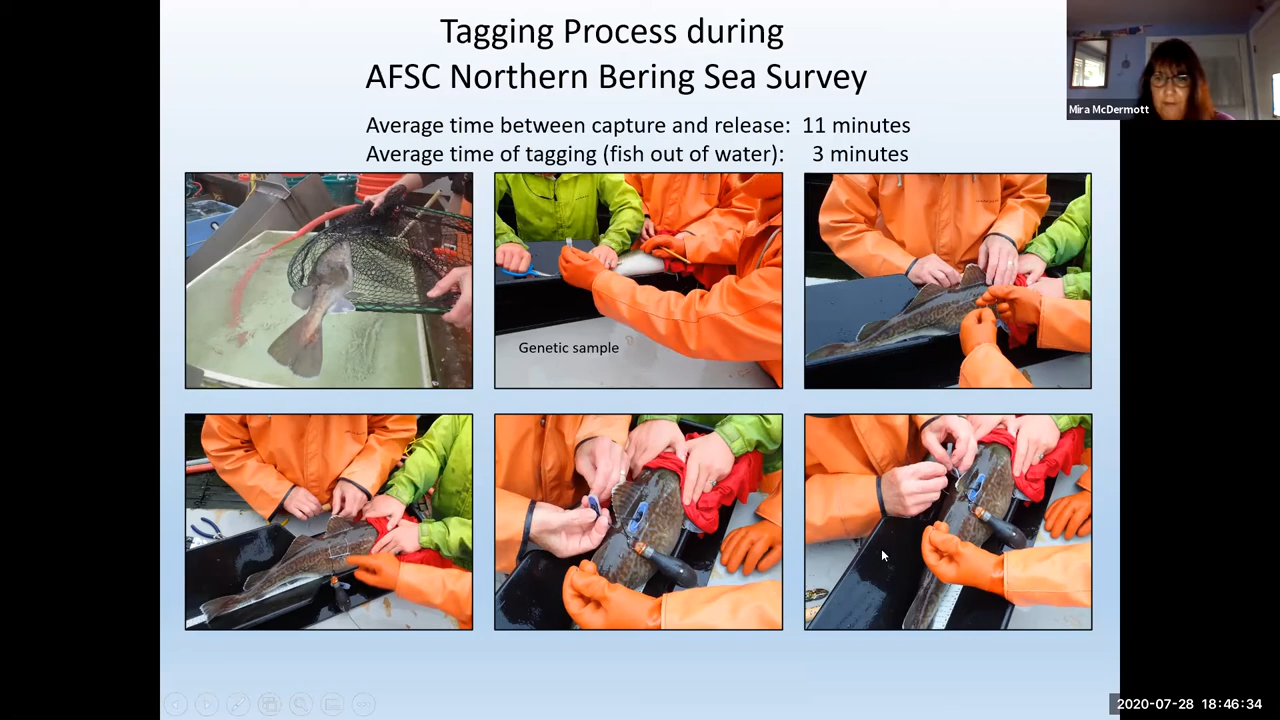 Tagging Process during
AFSC Northern Bering Sea Survey
Average time between capture and release: 11 minutes
Average time of tagging (fish out of water): 3 minutes
Mira McDermott
Genetic sample
2020-07-28 18:46:34